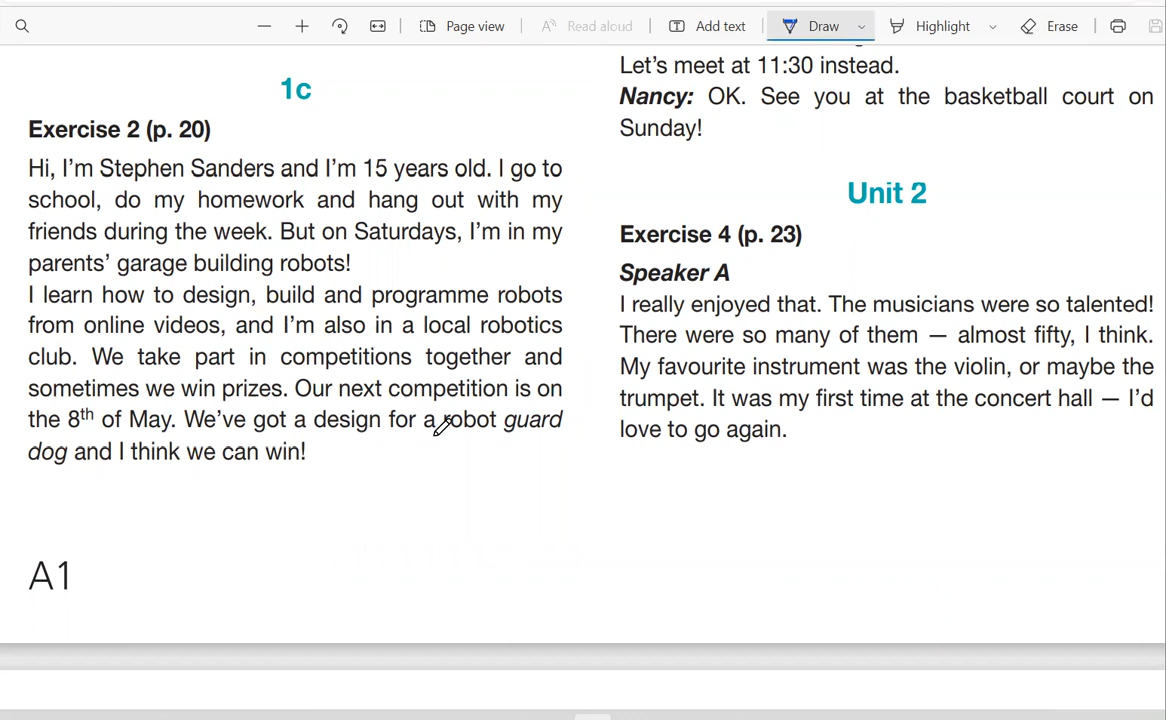 Page view
Read aloud
Add text
Draw
Highlight
Erase
1c
Exercise 2 (p. 20)
Hi, I'm Stephen Sanders and I'm 15 years old. I go to
school, do my homework and hang out with my
friends during the week. But on Saturdays, I'm in my
parents' garage building robots!
I learn how to design, build and programme robots
from online videos, and I'm also in a local robotics
club. We take part in competitions together and
sometimes we win prizes. Our next competition is on
the 8th of May. We've got a design for a robot guard
dog and I think we can win!
A1
Let's meet at 11:30 instead.
Nancy: OK. See you at the basketball court on
Sunday!
Unit 2
Exercise 4 (p. 23)
Speaker A
I really enjoyed that. The musicians were so talented!
There were so many of them — almost fifty, I think.
My favourite instrument was the violin, or maybe the
trumpet. It was my first time at the concert hall — I'd
love to go again.